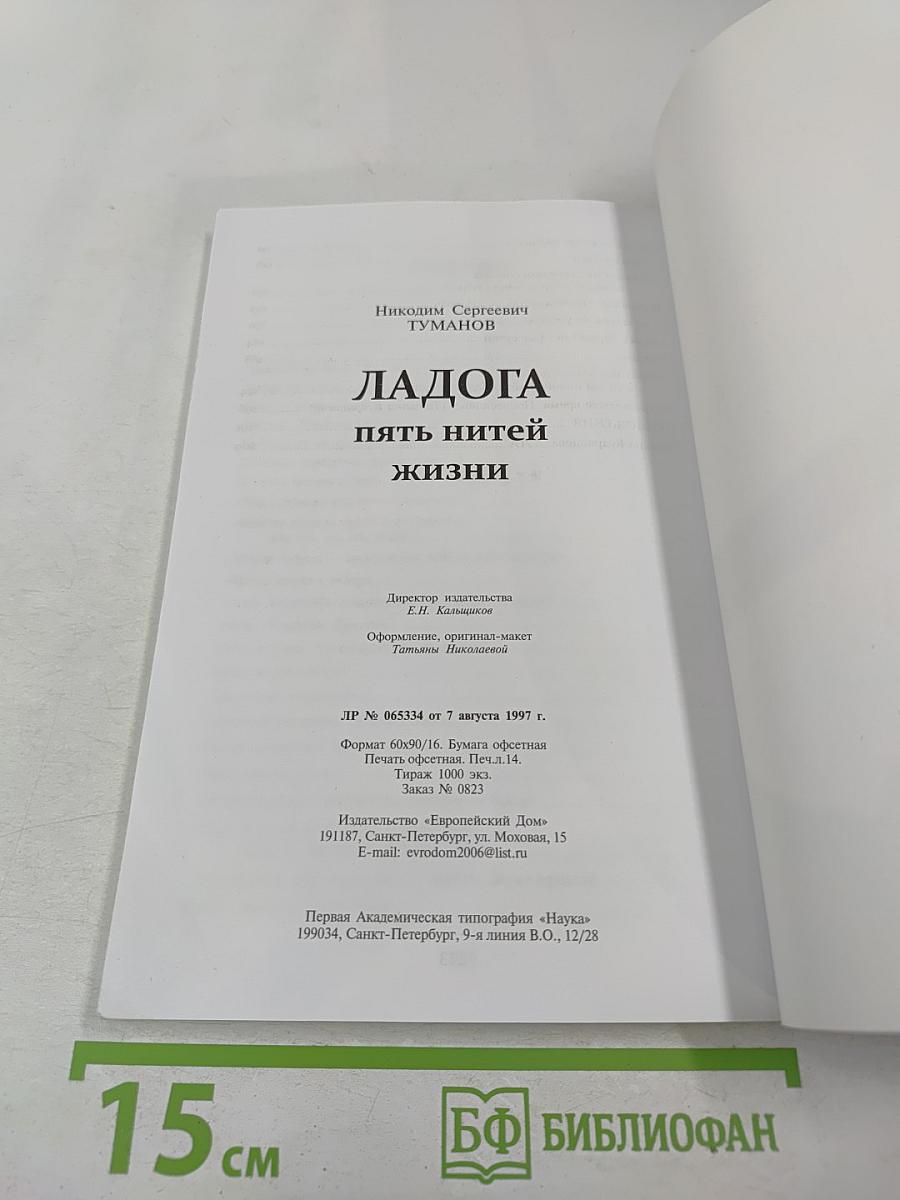 Никодим Сергеевич
ТУМАНОВ
ЛАДОГА
пять нитей
жизни
Директор издательства
Е.Н. Кальщиков
Оформление, оригинал-макет
Татьяны Николаевой
ЛР № 065334 от 7 августа 1997 г.
Формат 60х90/16. Бумага офсетная
Печать офсетная. Печ.л.14.
Тираж 1000 экз.
Заказ № 0823
Издательство «Европейский Дом»
191187, Санкт-Петербург, ул. Моховая, 15
E-mail: evrodom2006@list.ru
Первая Академическая типография «Наука»
199034, Санкт-Петербург, 9-я линия В.О., 12/28
15 см
БФ БИБЛИОФАН